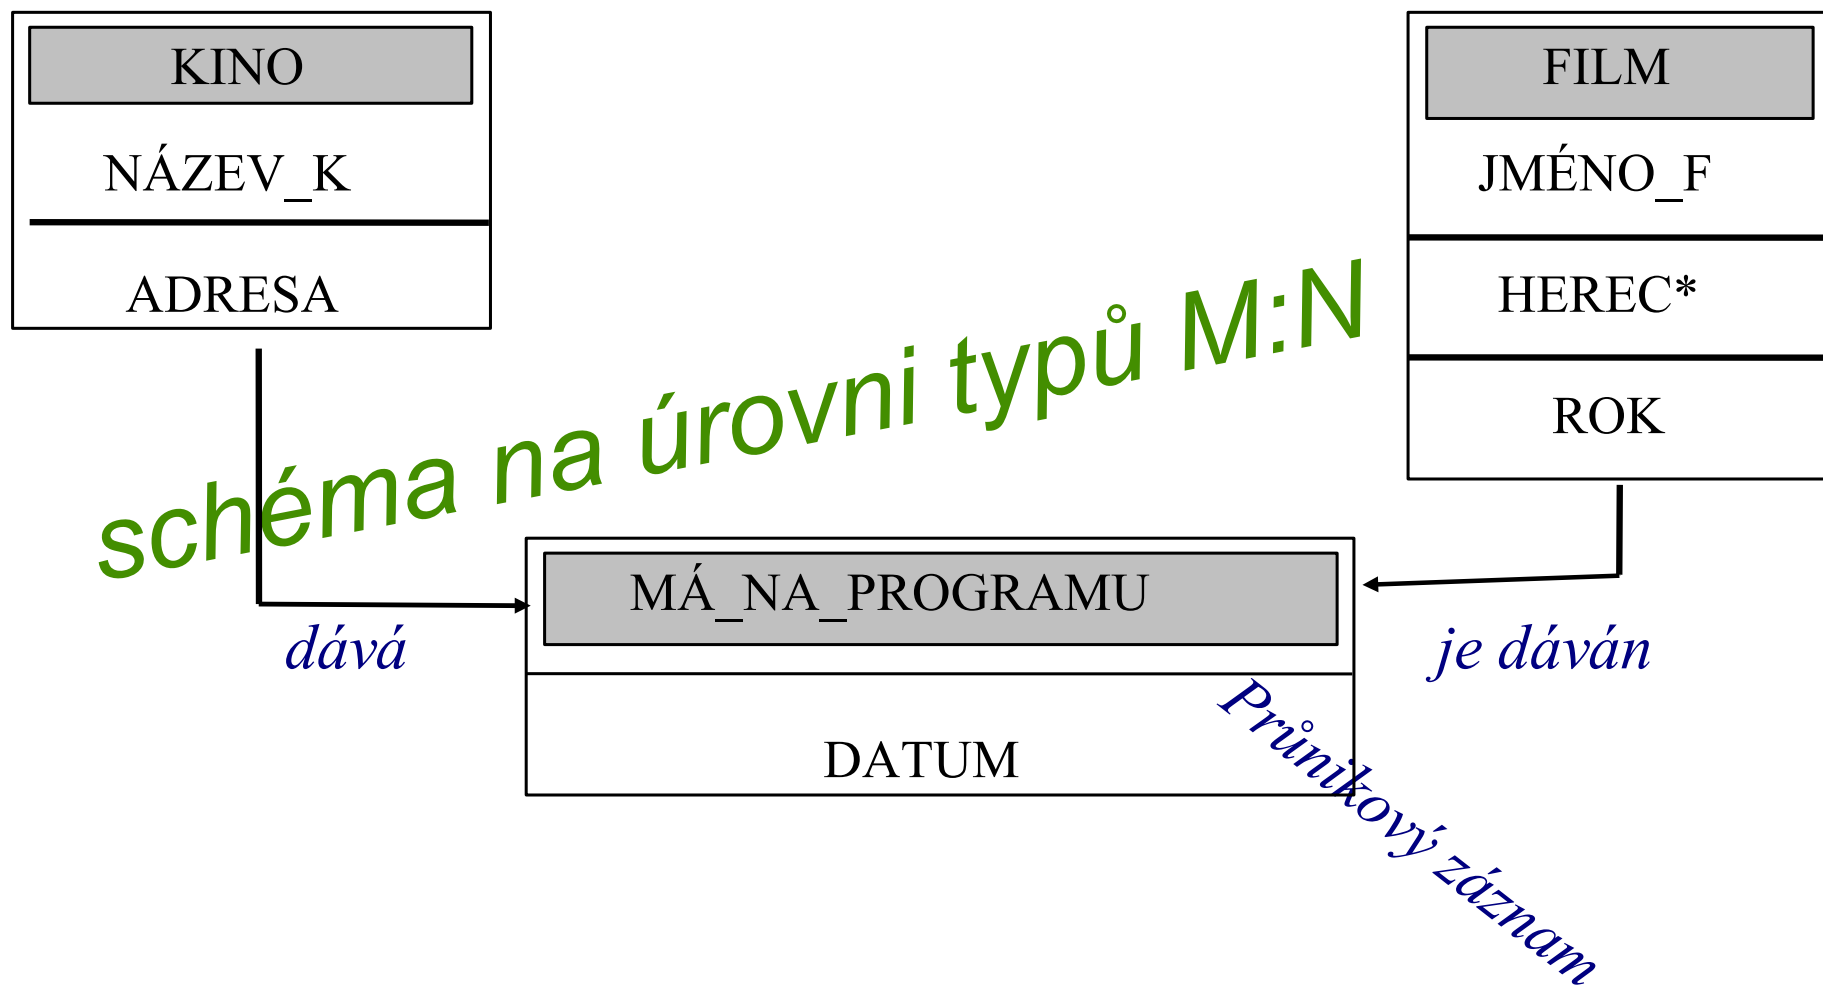 KINO
NÁZEV_K
ADRESA
FILM
JMÉNO_F
HEREC*
ROK
schéma na úrovni typů M:N
MÁ_NA_PROGRAMU
DATUM
dává
je dáván
Průnikový záznam